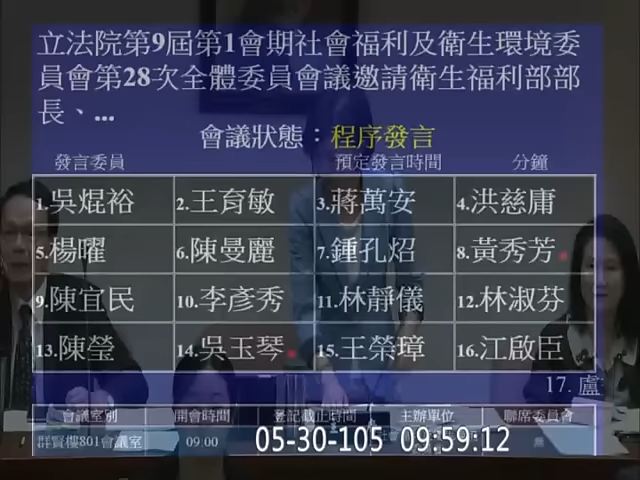 立法院第9屆第1會期社會福利及衛生環境委
員會第28次全體委員會議邀請衛生福利部部
長、...
會議狀態：程序發言
發言委員 預定發言時間 分鐘
1.吳焜裕 2.王育敏 3.蔣萬安 4.洪慈庸
5.楊曜 6.陳曼麗 7.鍾孔炤 8.黃秀芳
9.陳宜民 10.李彥秀 11.林靜儀 12.林淑芬
13.陳瑩 14.吳玉琴 15.王榮璋 16.江啟臣
17. 盧
會議室別 開會時間 登記截止時間 主辦單位 聯席委員會
群賢樓801會議室 09:00 無
05-30-105 09:59:12